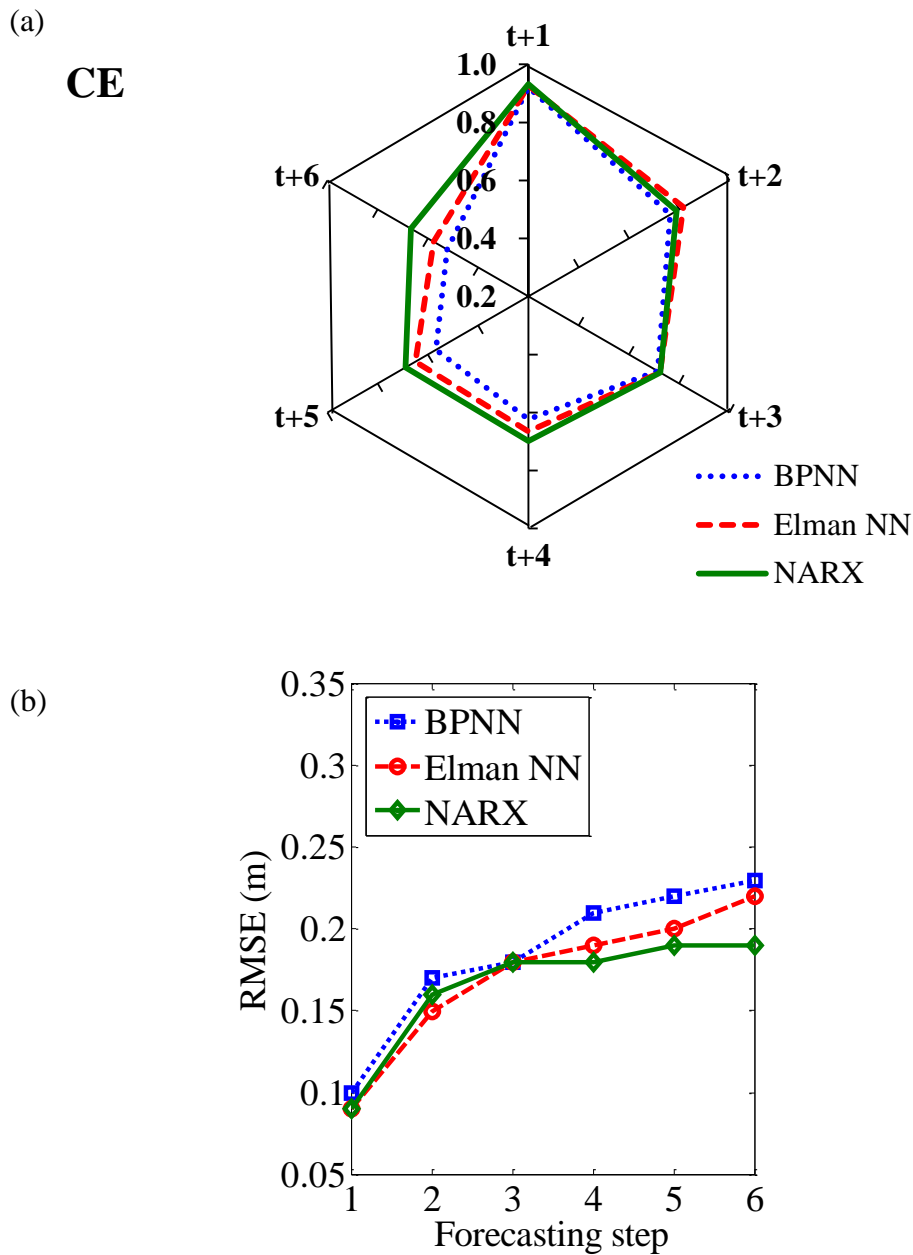 (a)
CE
t+1
1.0
0.8
t+6
0.6
t+2
0.4
0.2
t+5
t+3
t+4
BPNN
Elman NN
NARX
(b)
0.35
0.3
0.25
0.2
0.15
0.1
0.05
RMSE (m)
BPNN
Elman NN
NARX
1 2 3 4 5 6
Forecasting step